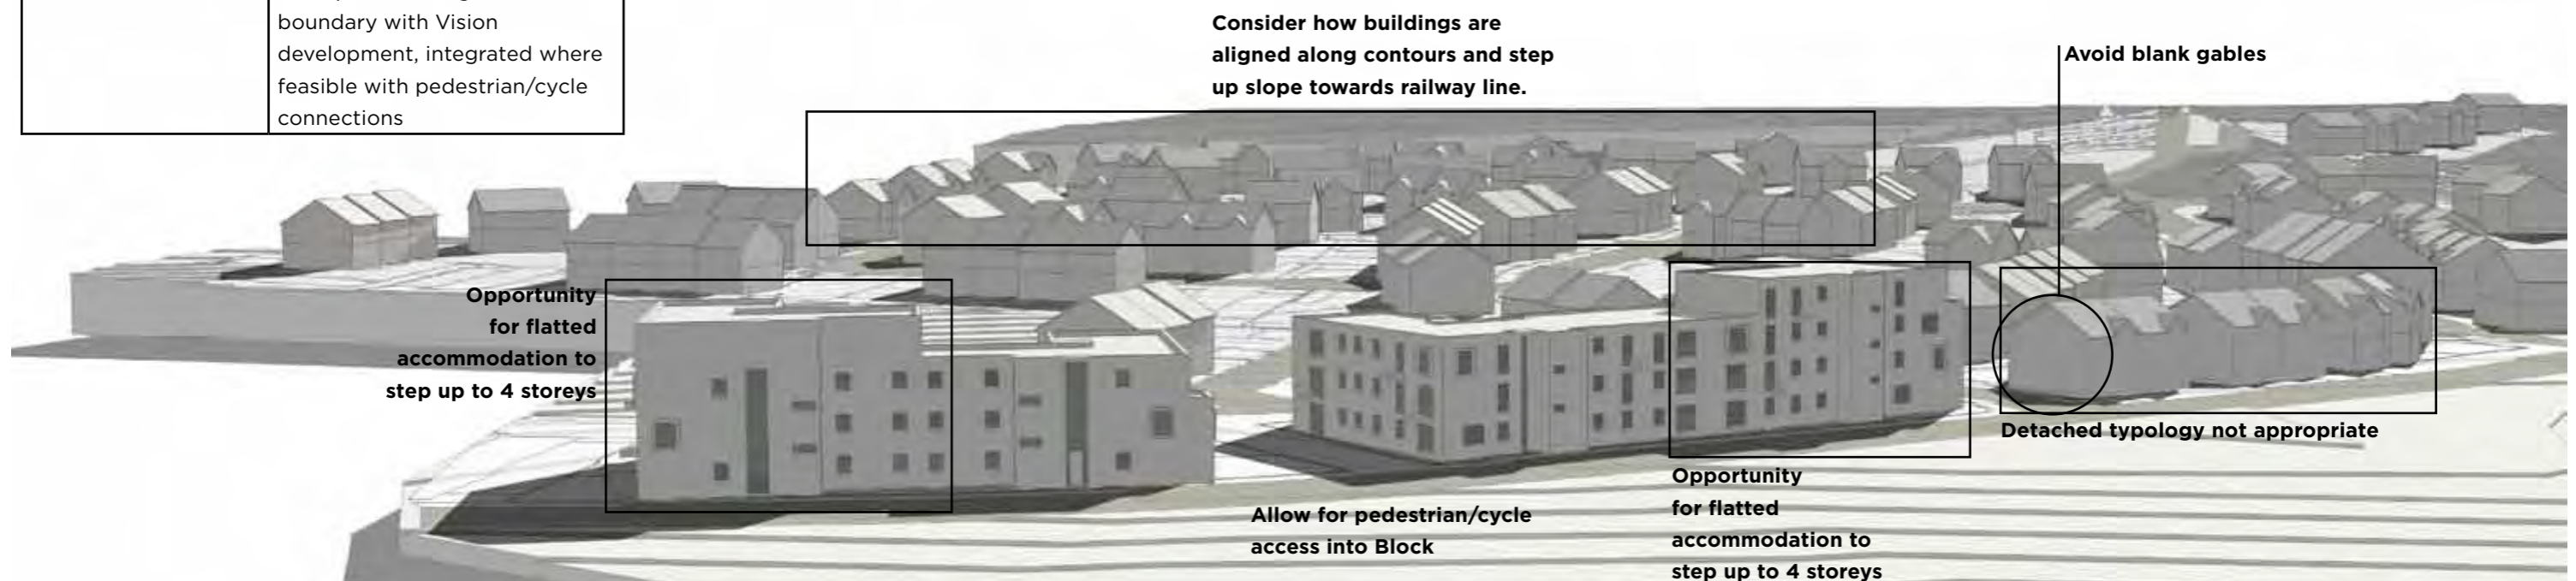 boundary with Vision
development, integrated where
feasible with pedestrian/cycle
connections
Consider how buildings are
aligned along contours and step
up slope towards railway line.
Avoid blank gables
Opportunity
for flatted
accommodation to
step up to 4 storeys
Detached typology not appropriate
Opportunity
for flatted
accommodation to
step up to 4 storeys
Allow for pedestrian/cycle
access into Block